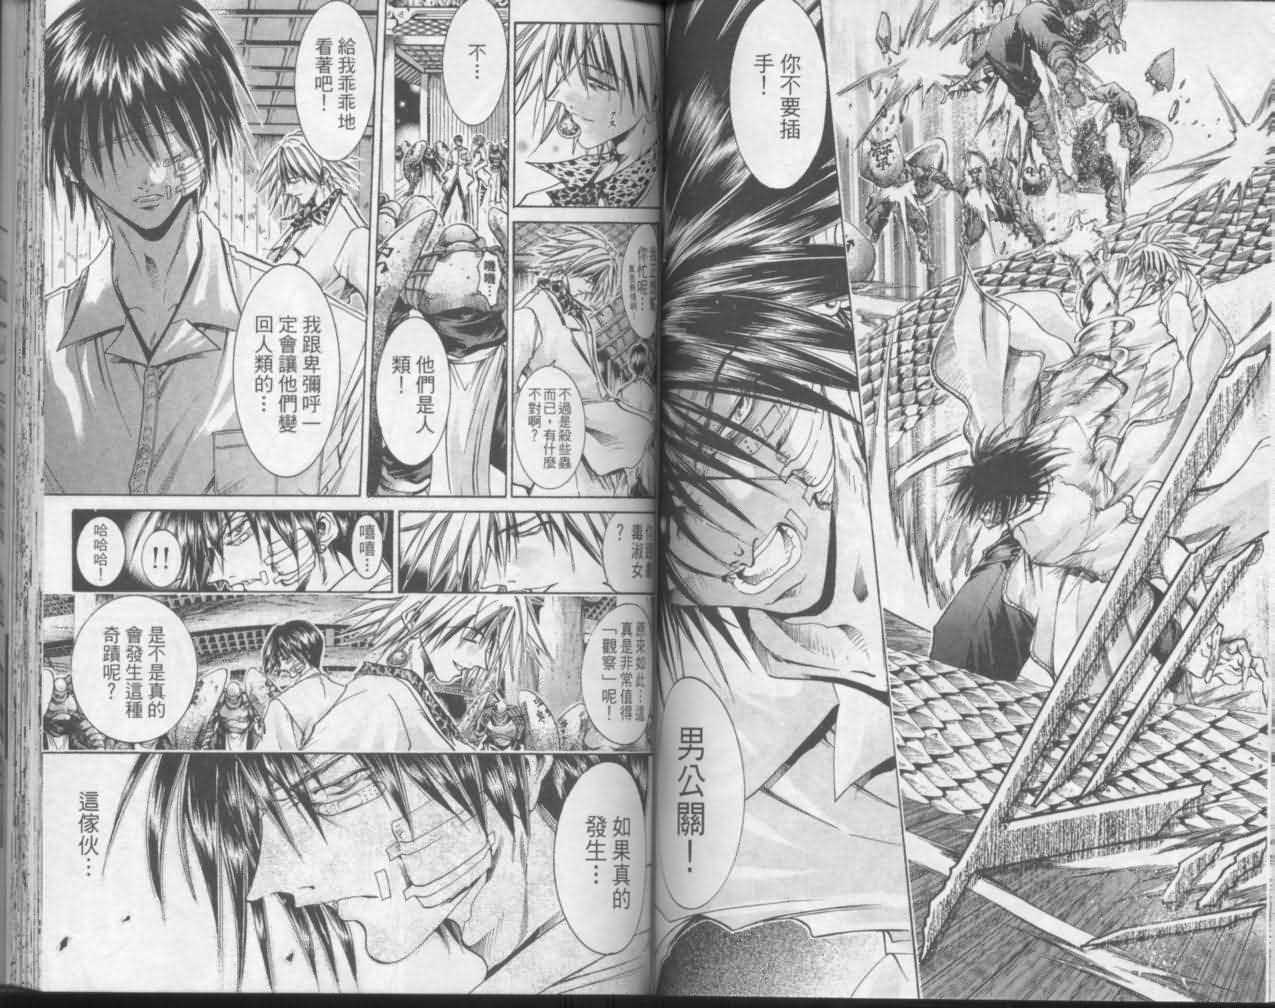 你不要插
手！
男公關！
你忙呢…
不過是殺些蟲
而已，有什麼
不對啊？
不…
嘰嘰…
他們是人
類！
給我乖乖地
看著吧！
我跟卑彌呼一
定會讓他們變
回人類的…
毒淑女
？
嘻嘻…
!!
哈哈哈！
原來如此…這
真是非常值得
「觀察」呢！
是不是真的
會發生這種
奇蹟呢？
如果真的
發生…
這傢伙…